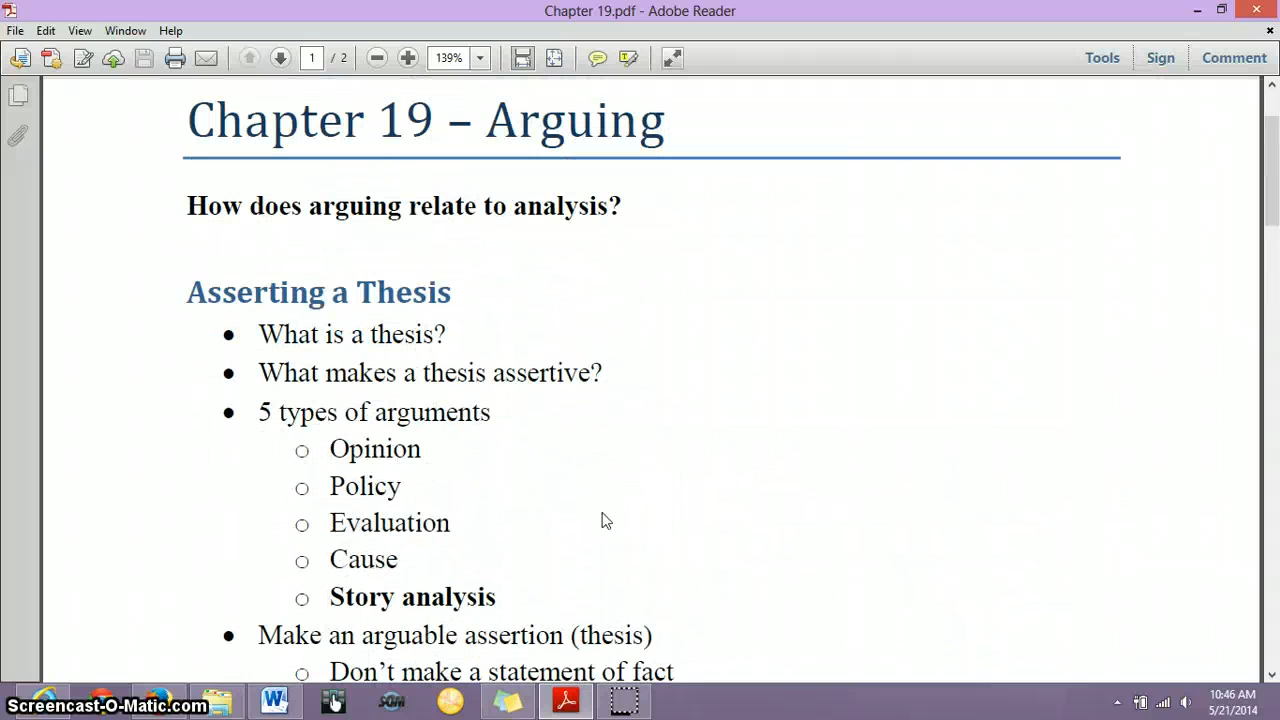 Chapter 19.pdf - Adobe Reader
File Edit View Window Help
1 / 2 139% Tools Sign Comment
Chapter 19 – Arguing
How does arguing relate to analysis?
Asserting a Thesis
• What is a thesis?
• What makes a thesis assertive?
• 5 types of arguments
o Opinion
o Policy
o Evaluation
o Cause
o Story analysis
• Make an arguable assertion (thesis)
o Don't make a statement of fact
Screencast-O-Matic.com
SOM
10:46 AM
5/21/2014